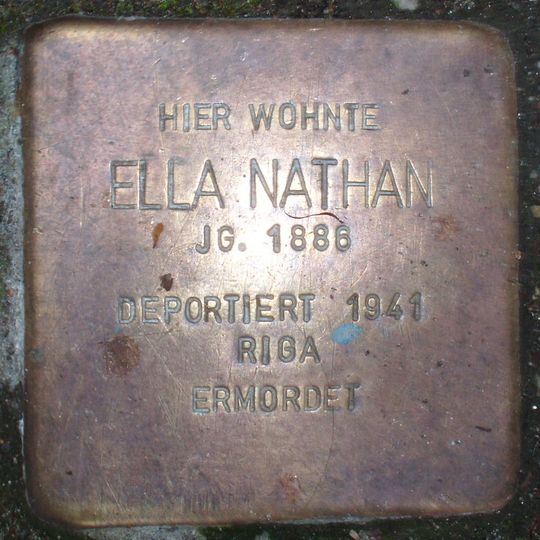 HIER WOHNTE
ELLA NATHAN
JG. 1886
DEPORTIERT 1941
RIGA
ERMORDET